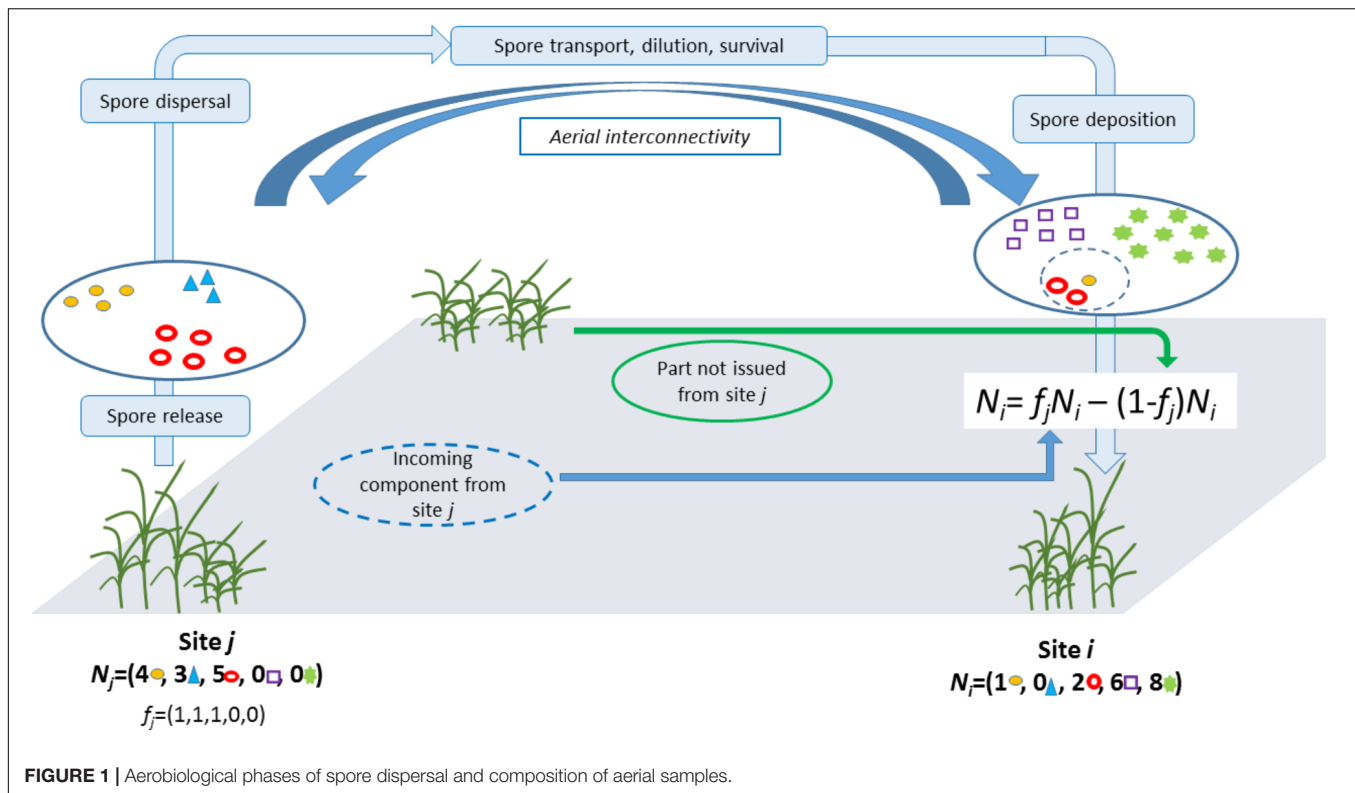 Spore transport, dilution, survival
Spore dispersal
Spore deposition
Aerial interconnectivity
Part not issued
from site j
Spore release
Nᵢ= fⱼNᵢ – (1-fⱼ)Nᵢ
Incoming
component from
site j
Site j
Nⱼ=(4, 3, 5, 0, 0)
fⱼ=(1,1,1,0,0)
Site i
Nᵢ=(1, 0, 2, 6, 8)
FIGURE 1 | Aerobiological phases of spore dispersal and composition of aerial samples.